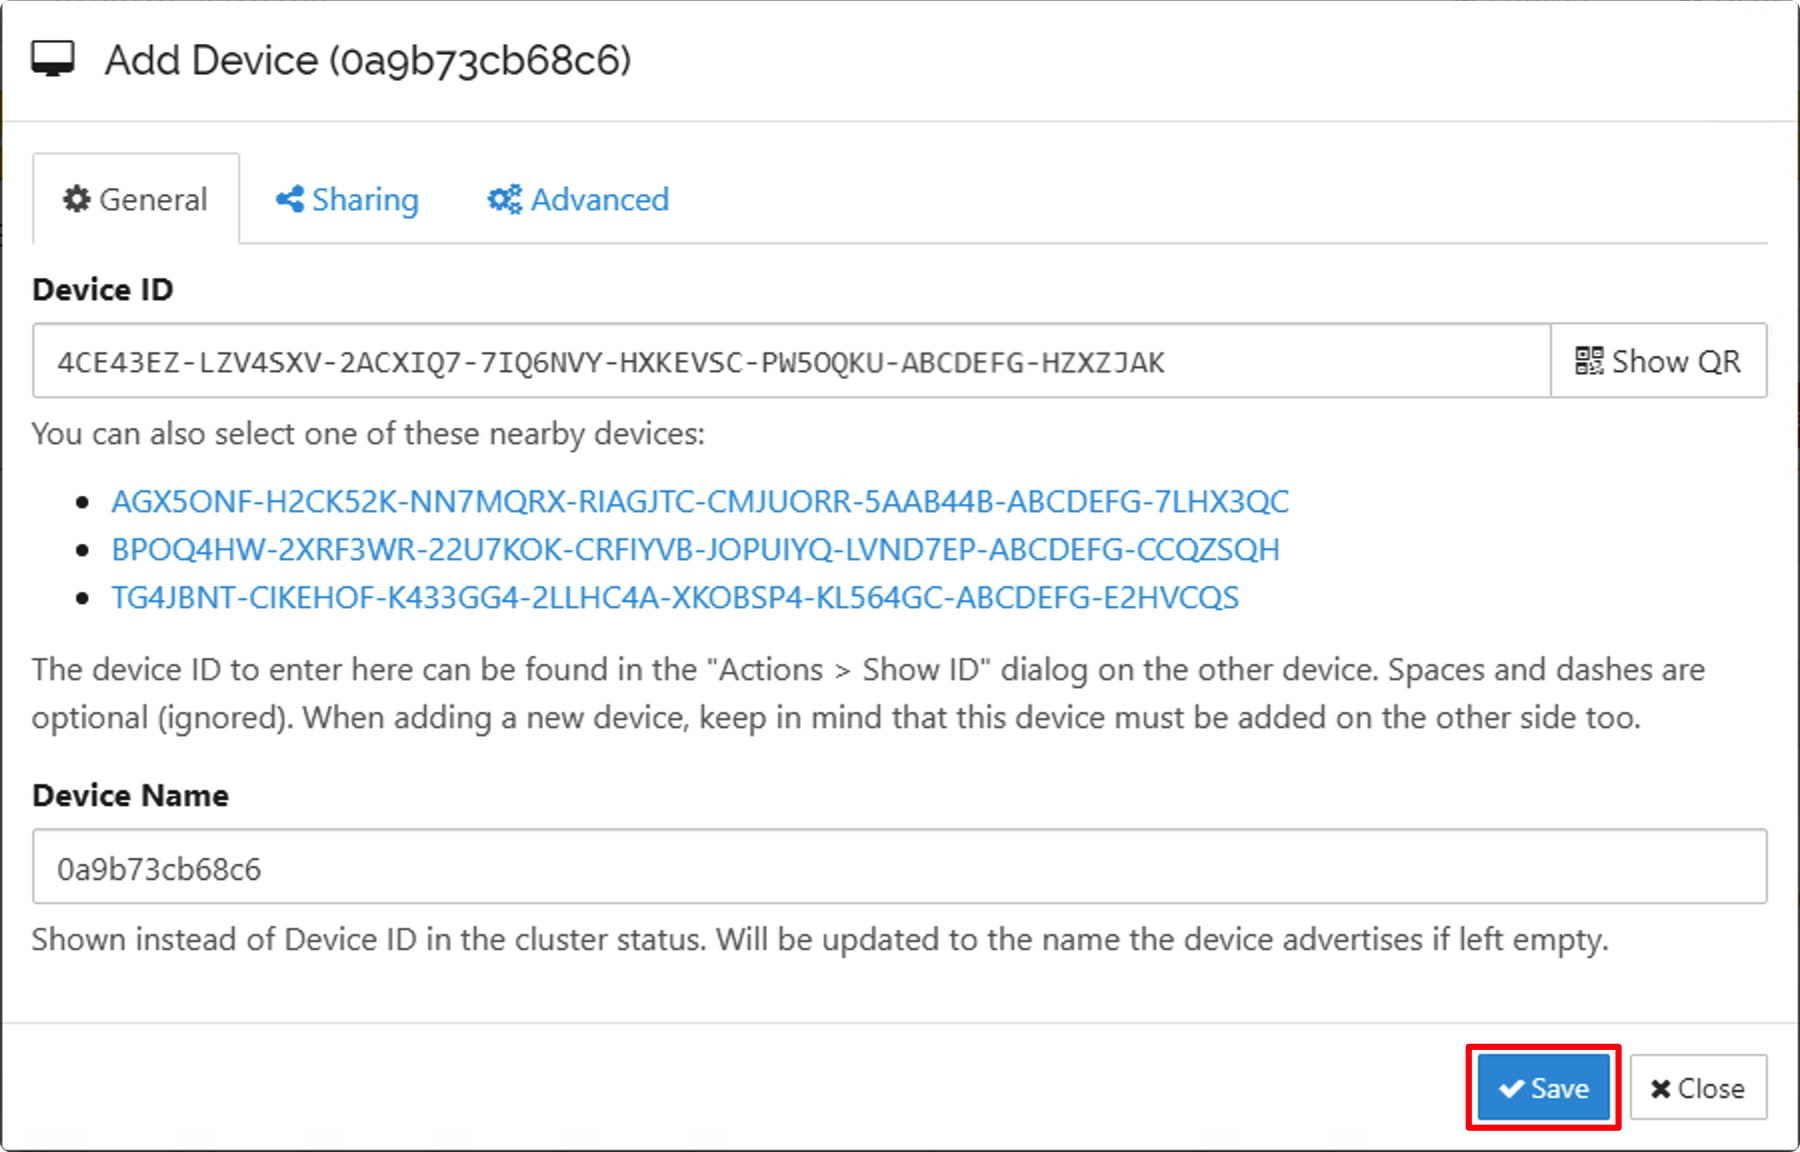 Add Device (0a9b73cb68c6)
General
Sharing
Advanced
Device ID
4CE43EZ-LZV4SXV-2ACXIQ7-7IQ6NVY-HXKEVSC-PW5OQKU-ABCDEFG-HZXZJAK
Show QR
You can also select one of these nearby devices:
AGX5ONF-H2CK52K-NN7MQRX-RIAGJTC-CMJUORR-5AAB44B-ABCDEFG-7LHX3QC
BPOQ4HW-2XRF3WR-22U7KOK-CRFIYVB-JOPUIYQ-LVND7EP-ABCDEFG-CCQZSQH
TG4JBNT-CIKEHOF-K433GG4-2LLHC4A-XKOBSP4-KL564GC-ABCDEFG-E2HVCQS
The device ID to enter here can be found in the "Actions > Show ID" dialog on the other device. Spaces and dashes are
optional (ignored). When adding a new device, keep in mind that this device must be added on the other side too.
Device Name
0a9b73cb68c6
Shown instead of Device ID in the cluster status. Will be updated to the name the device advertises if left empty.
Save
Close